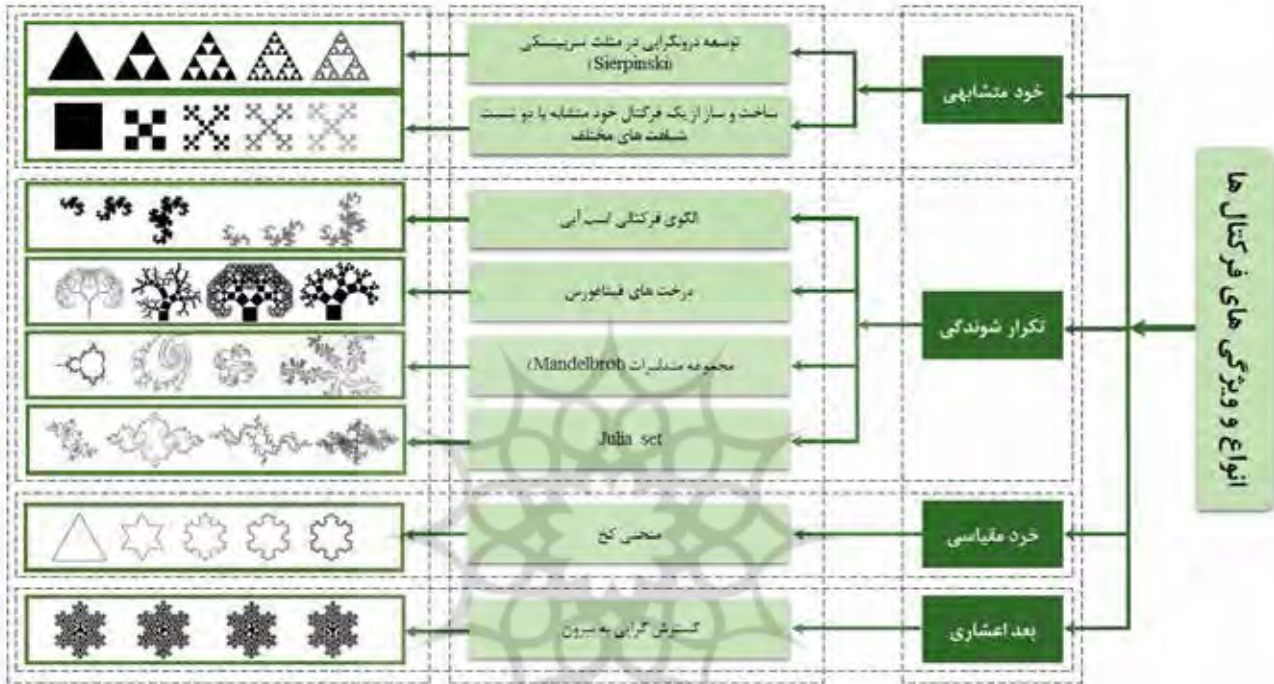 انواع و ویژگی های فرکتال ها
خود متشابهی
توسعه درونگرایی در مثلث سرپینسکی
(Sierpinski)
ساخت و ساز از یک فرکتال خود متشابه با دو نسبت
شباهت های مختلف
تکرار شوندگی
الگوی فرکتالی اسب آبی
درخت های فیثاغورس
مجموعه مندلبرات (Mandelbrot)
Julia set
خرد مقیاسی
منحنی کخ
بعد اعشاری
گسترش گرایی به بیرون